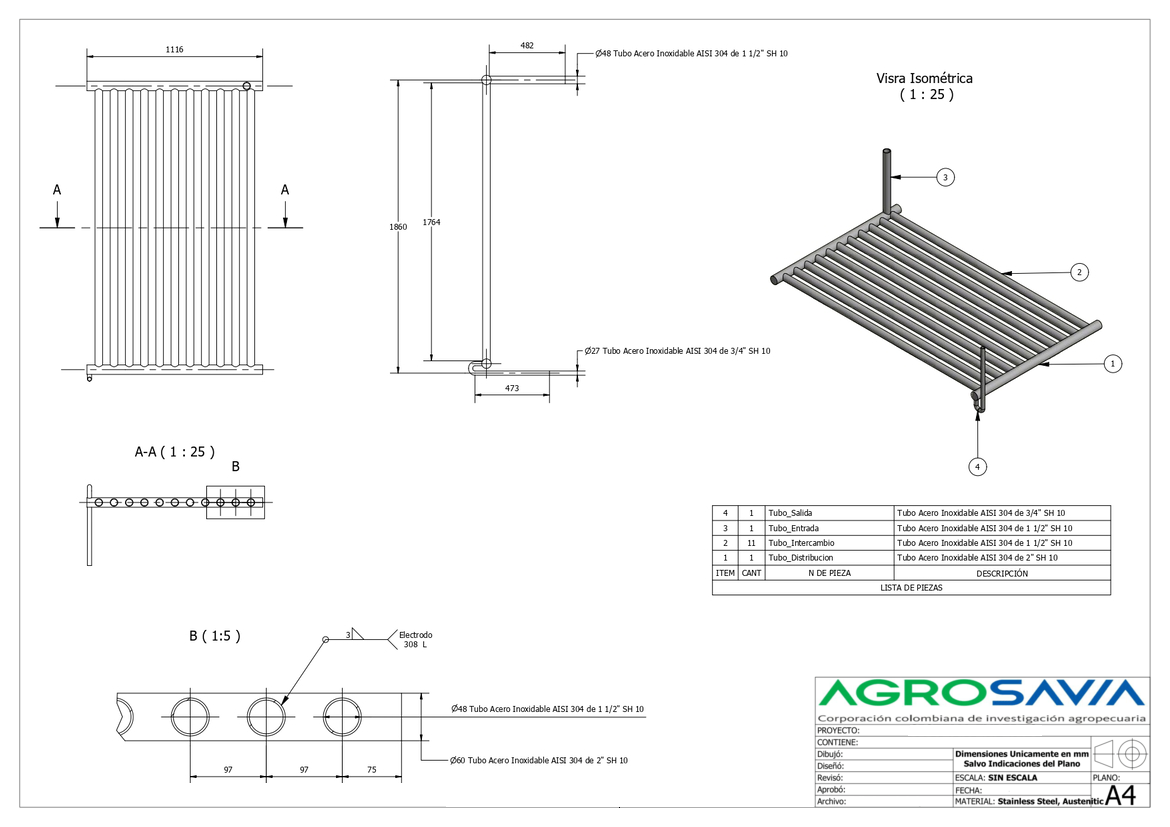 1116
A
A
482
Ø48 Tubo Acero Inoxidable AISI 304 de 1 1/2" SH 10
1860
1764
Ø27 Tubo Acero Inoxidable AISI 304 de 3/4" SH 10
473
Visra Isométrica
( 1 : 25 )
3
2
1
4
A-A ( 1 : 25 )
B
4 1 Tubo_Salida Tubo Acero Inoxidable AISI 304 de 3/4" SH 10
3 1 Tubo_Entrada Tubo Acero Inoxidable AISI 304 de 1 1/2" SH 10
2 11 Tubo_Intercambio Tubo Acero Inoxidable AISI 304 de 1 1/2" SH 10
1 1 Tubo_Distribucion Tubo Acero Inoxidable AISI 304 de 2" SH 10
ITEM CANT N DE PIEZA DESCRIPCIÓN
LISTA DE PIEZAS
B ( 1:5 )
3
Electrodo
308 L
Ø48 Tubo Acero Inoxidable AISI 304 de 1 1/2" SH 10
Ø60 Tubo Acero Inoxidable AISI 304 de 2" SH 10
97 97 75
AGROSAVIA
Corporación colombiana de investigación agropecuaria
PROYECTO:
CONTIENE:
Dibujó:
Diseñó:
Revisó:
Aprobó:
Archivo:
Dimensiones Unicamente en mm
Salvo Indicaciones del Plano
ESCALA: SIN ESCALA
PLANO:
FECHA:
MATERIAL: Stainless Steel, Austenitic
A4